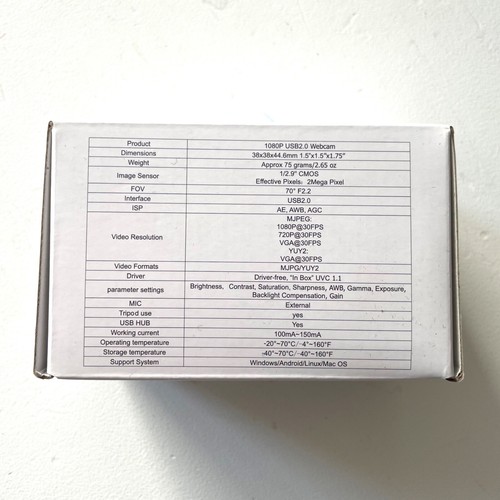 Product 1080P USB2.0 Webcam
Dimensions 38x38x44.6mm 1.5"x1.5"x1.75"
Weight Approx 75 grams/2.65 oz
Image Sensor 1/2.9" CMOS
Effective Pixels: 2Mega Pixel
FOV 70° F2.2
Interface USB2.0
ISP AE, AWB, AGC
Video Resolution MJPEG:
1080P@30FPS
720P@30FPS
VGA@30FPS
YUY2:
VGA@30FPS
Video Formats MJPG/YUY2
Driver Driver-free, "In Box" UVC 1.1
parameter settings Brightness, Contrast, Saturation, Sharpness, AWB, Gamma, Exposure,
Backlight Compensation, Gain
MIC External
Tripod use yes
USB HUB Yes
Working current 100mA~150mA
Operating temperature -20°~70°C/-4°~160°F
Storage temperature -40°~70°C/-40°~160°F
Support System Windows/Android/Linux/Mac OS